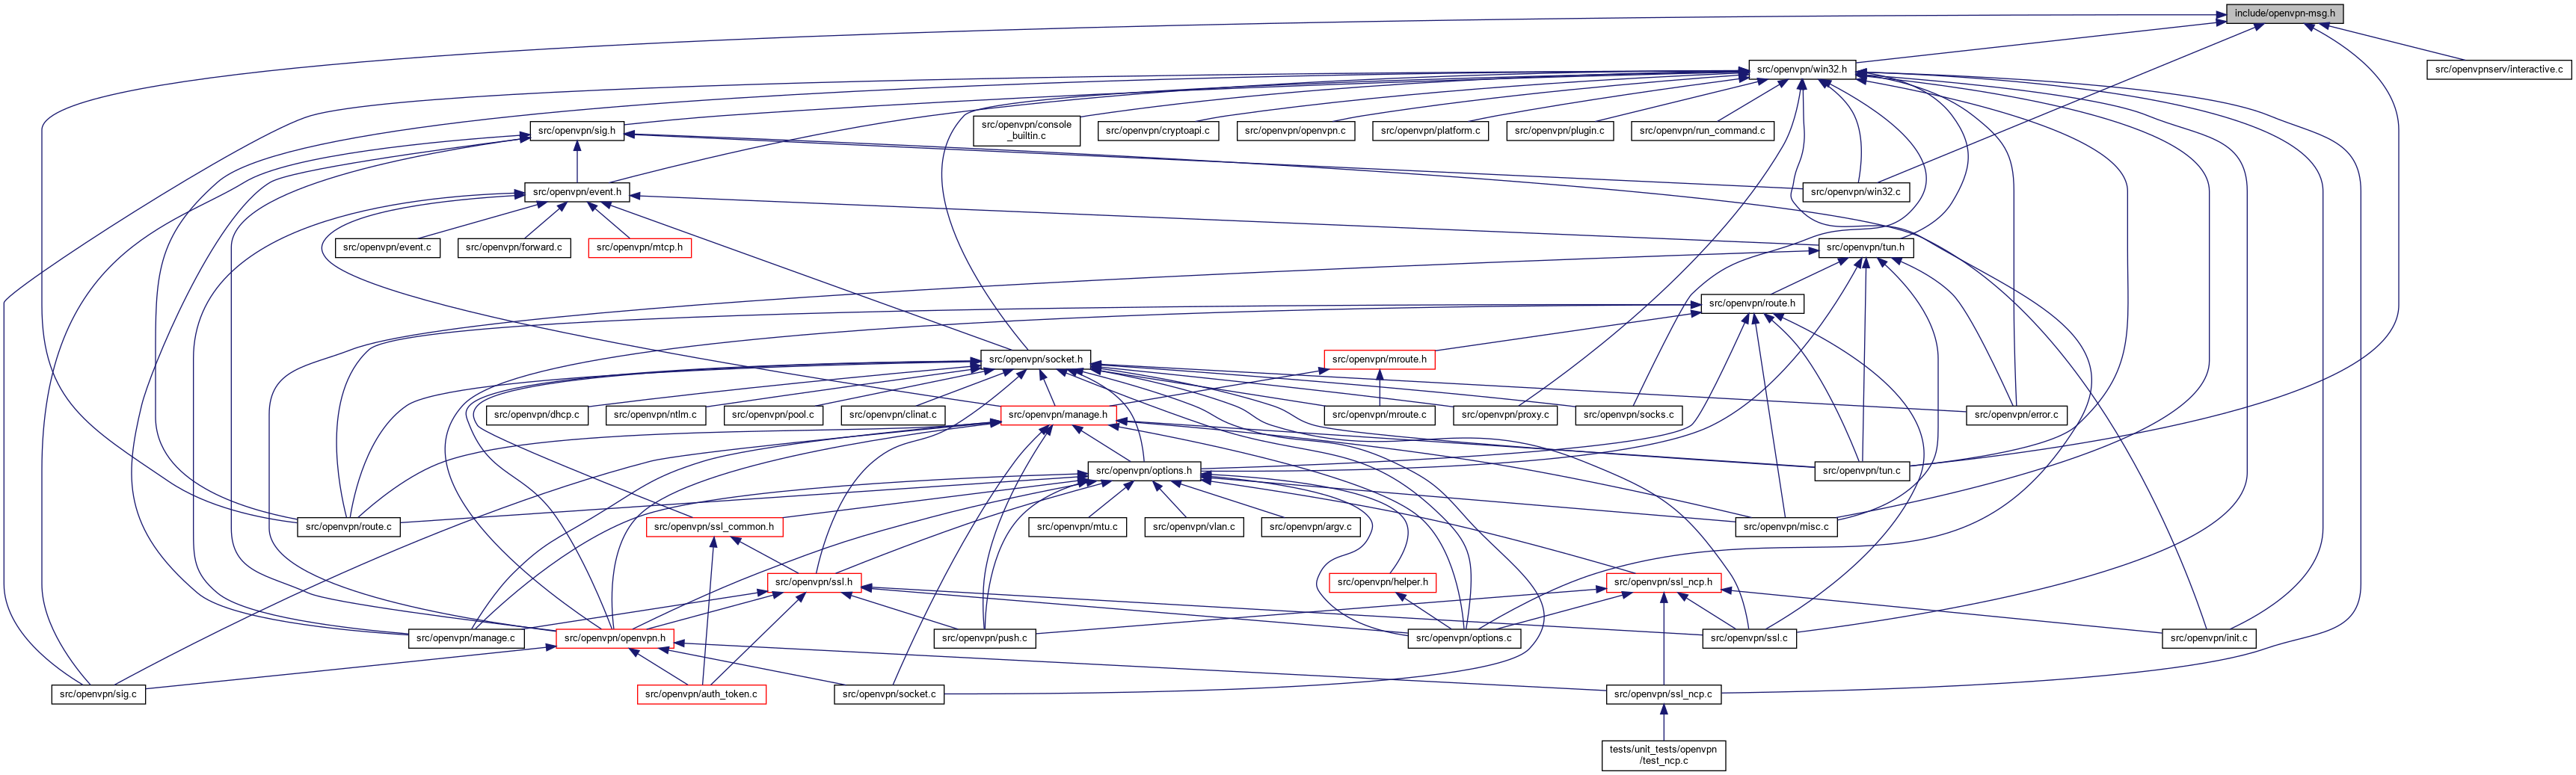 include/openvpn-msg.h
src/openvpn/win32.h
src/openvpnserv/interactive.c
src/openvpn/sig.h
src/openvpn/console
_builtin.c
src/openvpn/cryptoapi.c
src/openvpn/openvpn.c
src/openvpn/platform.c
src/openvpn/plugin.c
src/openvpn/run_command.c
src/openvpn/event.h
src/openvpn/win32.c
src/openvpn/event.c
src/openvpn/forward.c
src/openvpn/mtcp.h
src/openvpn/tun.h
src/openvpn/route.h
src/openvpn/socket.h
src/openvpn/mroute.h
src/openvpn/dhcp.c
src/openvpn/ntlm.c
src/openvpn/pool.c
src/openvpn/clinat.c
src/openvpn/manage.h
src/openvpn/mroute.c
src/openvpn/proxy.c
src/openvpn/socks.c
src/openvpn/error.c
src/openvpn/options.h
src/openvpn/tun.c
src/openvpn/route.c
src/openvpn/ssl_common.h
src/openvpn/mtu.c
src/openvpn/vlan.c
src/openvpn/argv.c
src/openvpn/misc.c
src/openvpn/ssl.h
src/openvpn/helper.h
src/openvpn/ssl_ncp.h
src/openvpn/manage.c
src/openvpn/openvpn.h
src/openvpn/push.c
src/openvpn/options.c
src/openvpn/ssl.c
src/openvpn/init.c
src/openvpn/sig.c
src/openvpn/auth_token.c
src/openvpn/socket.c
src/openvpn/ssl_ncp.c
tests/unit_tests/openvpn
/test_ncp.c